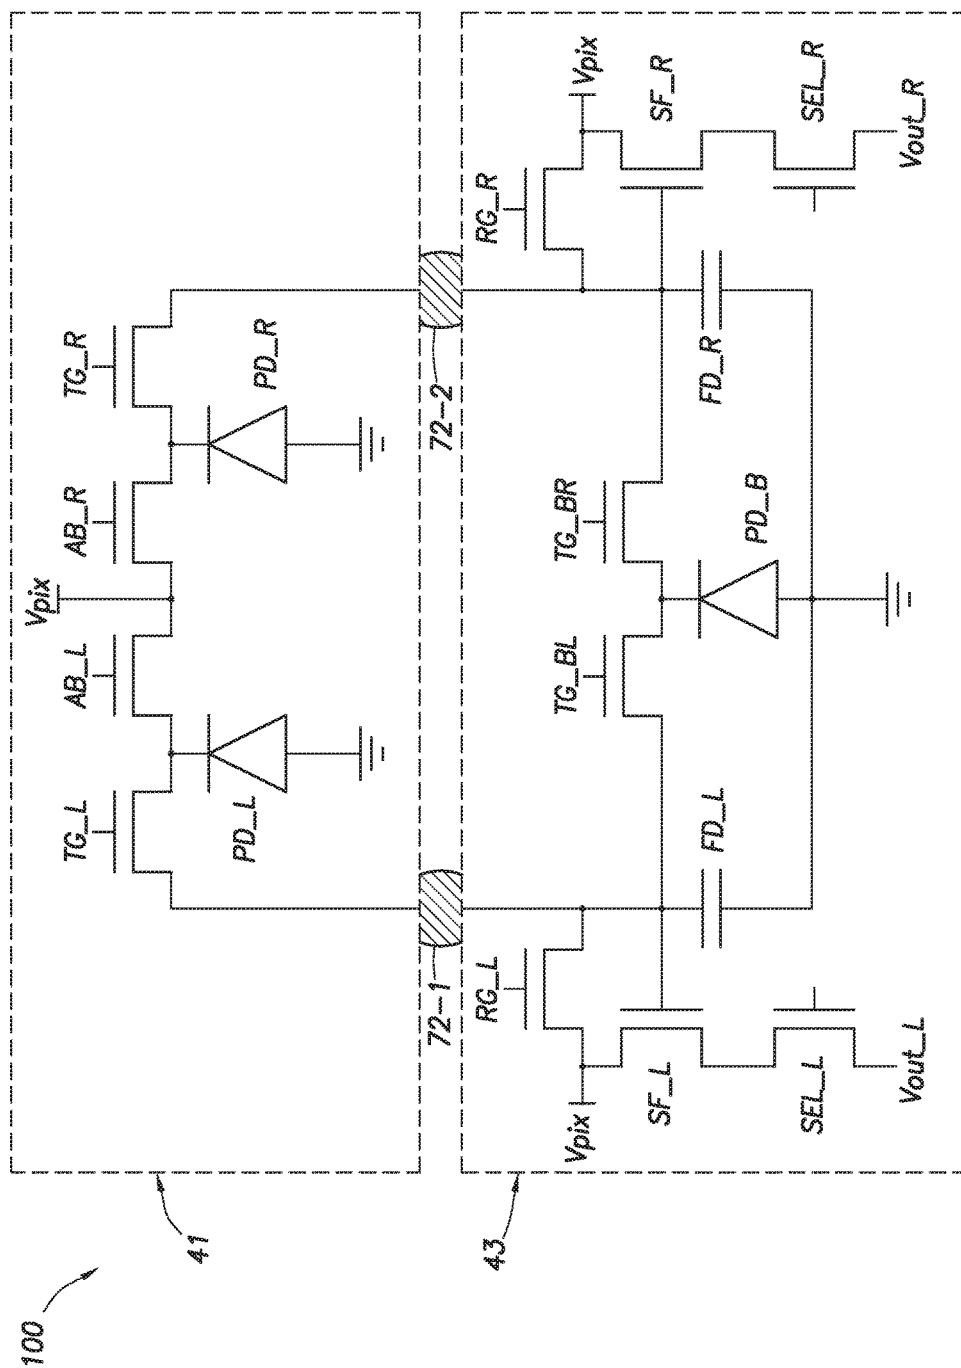 100
41
43
Vpix
TG_L
AB_L
AB_R
TG_R
PD_L
PD_R
72-1
72-2
RG_L
RG_R
Vpix
Vpix
TG_BL
TG_BR
SF_L
FD_L
PD_B
FD_R
SF_R
SEL_L
SEL_R
Vout_L
Vout_R